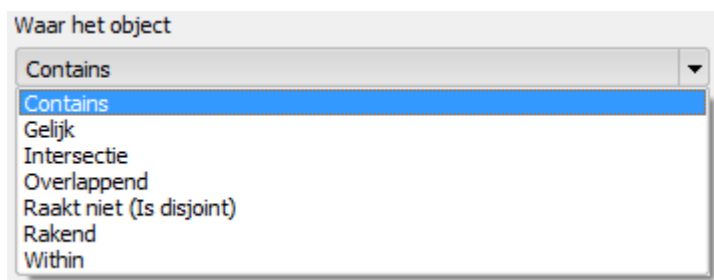 Waar het object
Contains
Contains
Gelijk
Intersectie
Overlappend
Raakt niet (Is disjoint)
Rakend
Within